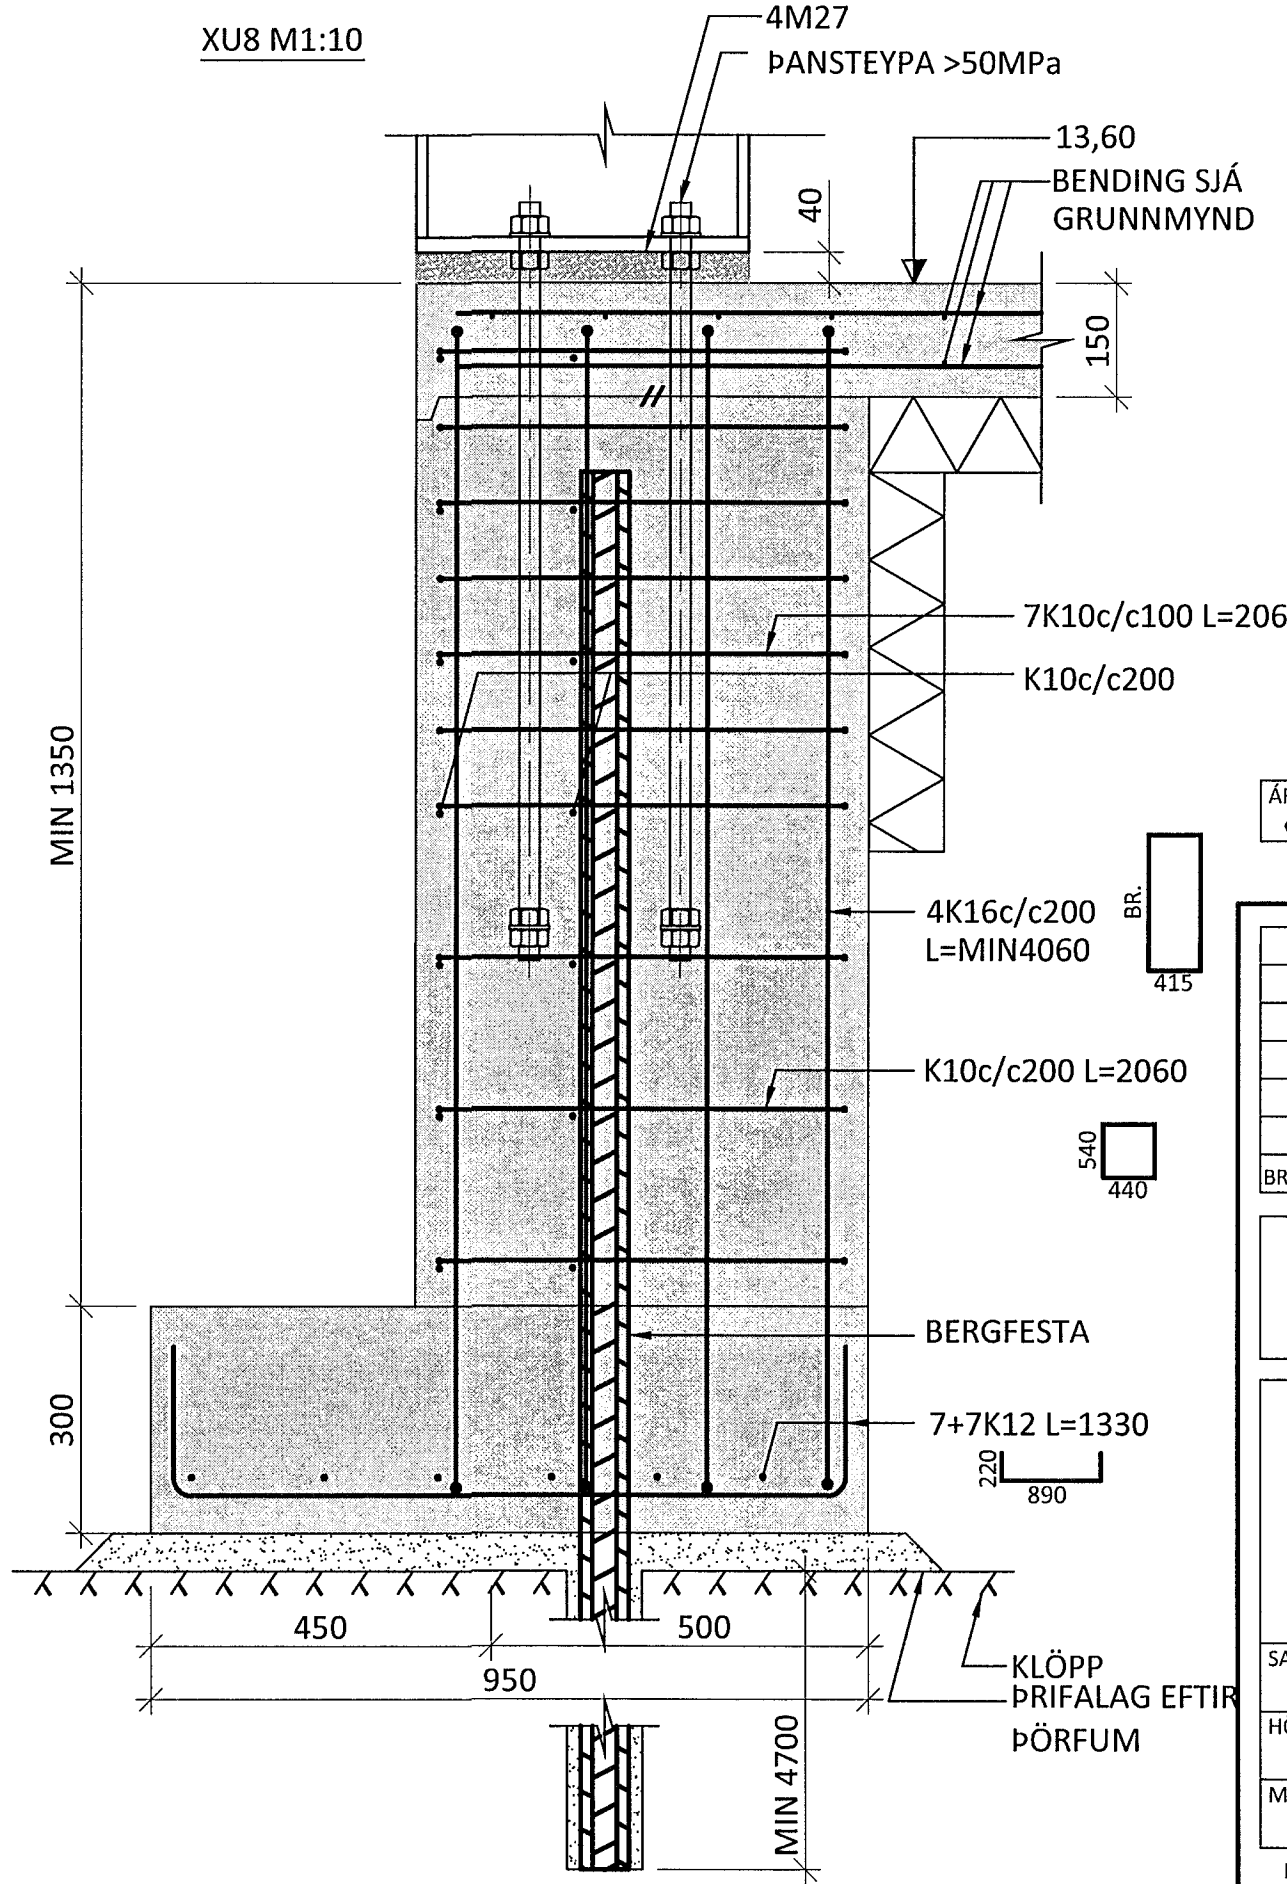 XU8 M1:10
4M27
ÞANSTEYPA >50MPa
13,60
BENDING SJÁ
GRUNNMYND
40
150
MIN 1350
7K10c/c100 L=206
K10c/c200
BR.
415
4K16c/c200
L=MIN4060
K10c/c200 L=2060
540
440
BR
BERGFESTA
300
7+7K12 L=1330
220
890
450
500
950
KLÖPP
ÞRIFALAG EFTIR
ÞÖRFUM
MIN 4700
SA
M